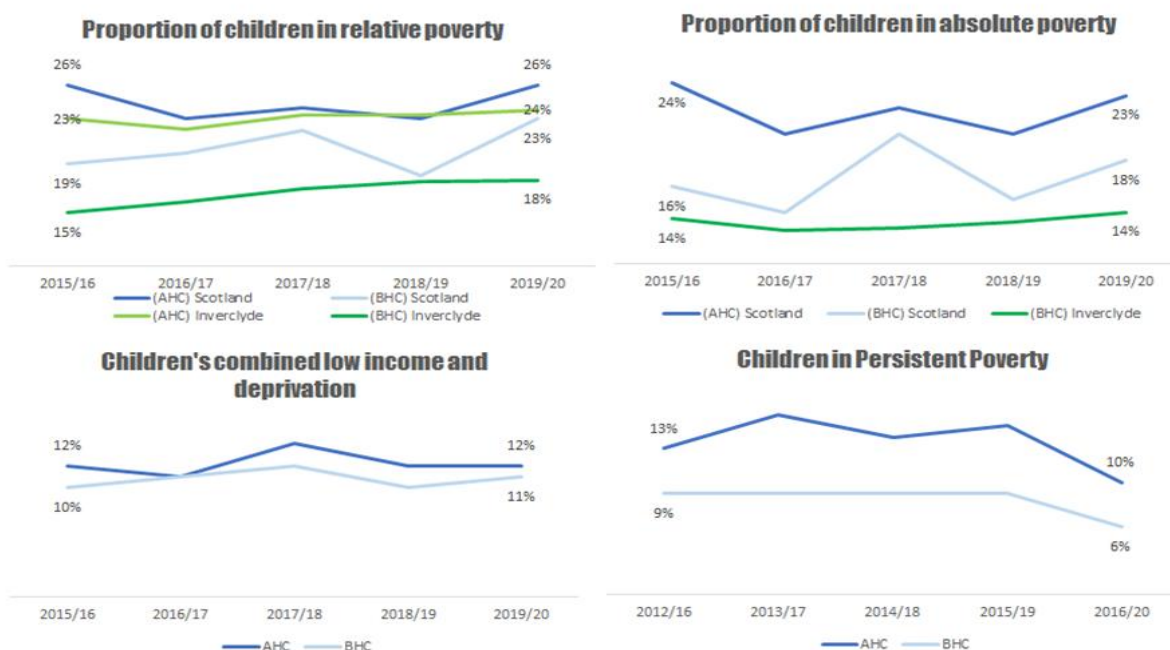 Proportion of children in relative poverty
26%
26%
23%
24%
23%
19%
18%
15%
2015/16 2016/17 2017/18 2018/19 2019/20
(AHC) Scotland (BHC) Scotland
(AHC) Inverclyde (BHC) Inverclyde
Proportion of children in absolute poverty
24%
23%
18%
16%
14%
14%
2015/16 2016/17 2017/18 2018/19 2019/20
(AHC) Scotland (BHC) Scotland (BHC) Inverclyde
Children's combined low income and
deprivation
12% 12%
10%
11%
2015/16 2016/17 2017/18 2018/19 2019/20
AHC BHC
Children in Persistent Poverty
13%
10%
9%
6%
2012/16 2013/17 2014/18 2015/19 2016/20
AHC BHC